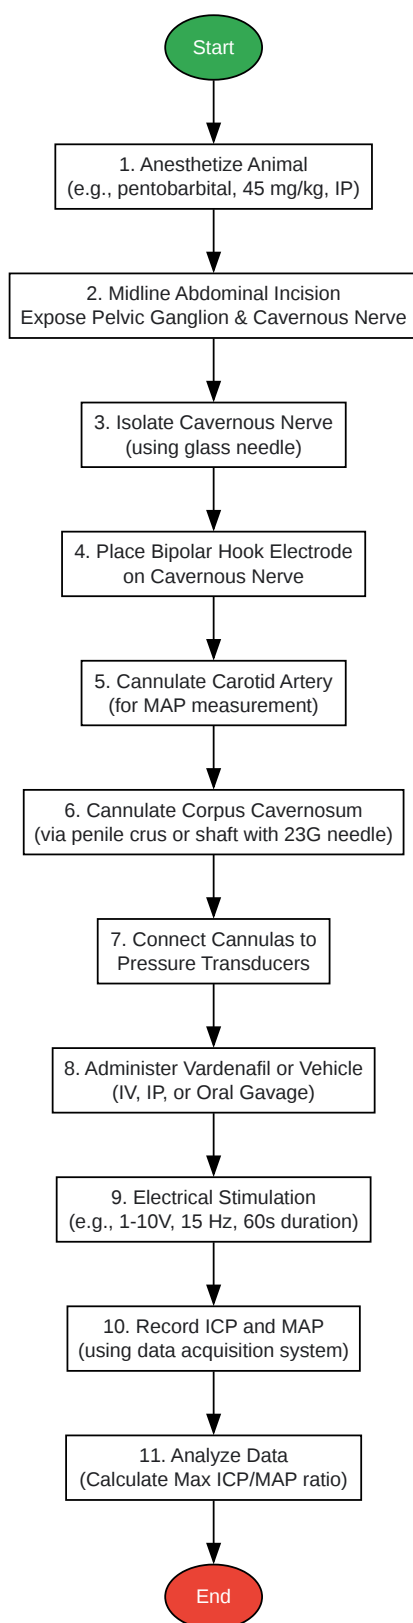 Start
1. Anesthetize Animal
(e.g., pentobarbital, 45 mg/kg, IP)
2. Midline Abdominal Incision
Expose Pelvic Ganglion & Cavernous Nerve
3. Isolate Cavernous Nerve
(using glass needle)
4. Place Bipolar Hook Electrode
on Cavernous Nerve
5. Cannulate Carotid Artery
(for MAP measurement)
6. Cannulate Corpus Cavernosum
(via penile crus or shaft with 23G needle)
7. Connect Cannulas to
Pressure Transducers
8. Administer Vardenafil or Vehicle
(IV, IP, or Oral Gavage)
9. Electrical Stimulation
(e.g., 1-10V, 15 Hz, 60s duration)
10. Record ICP and MAP
(using data acquisition system)
11. Analyze Data
(Calculate Max ICP/MAP ratio)
End